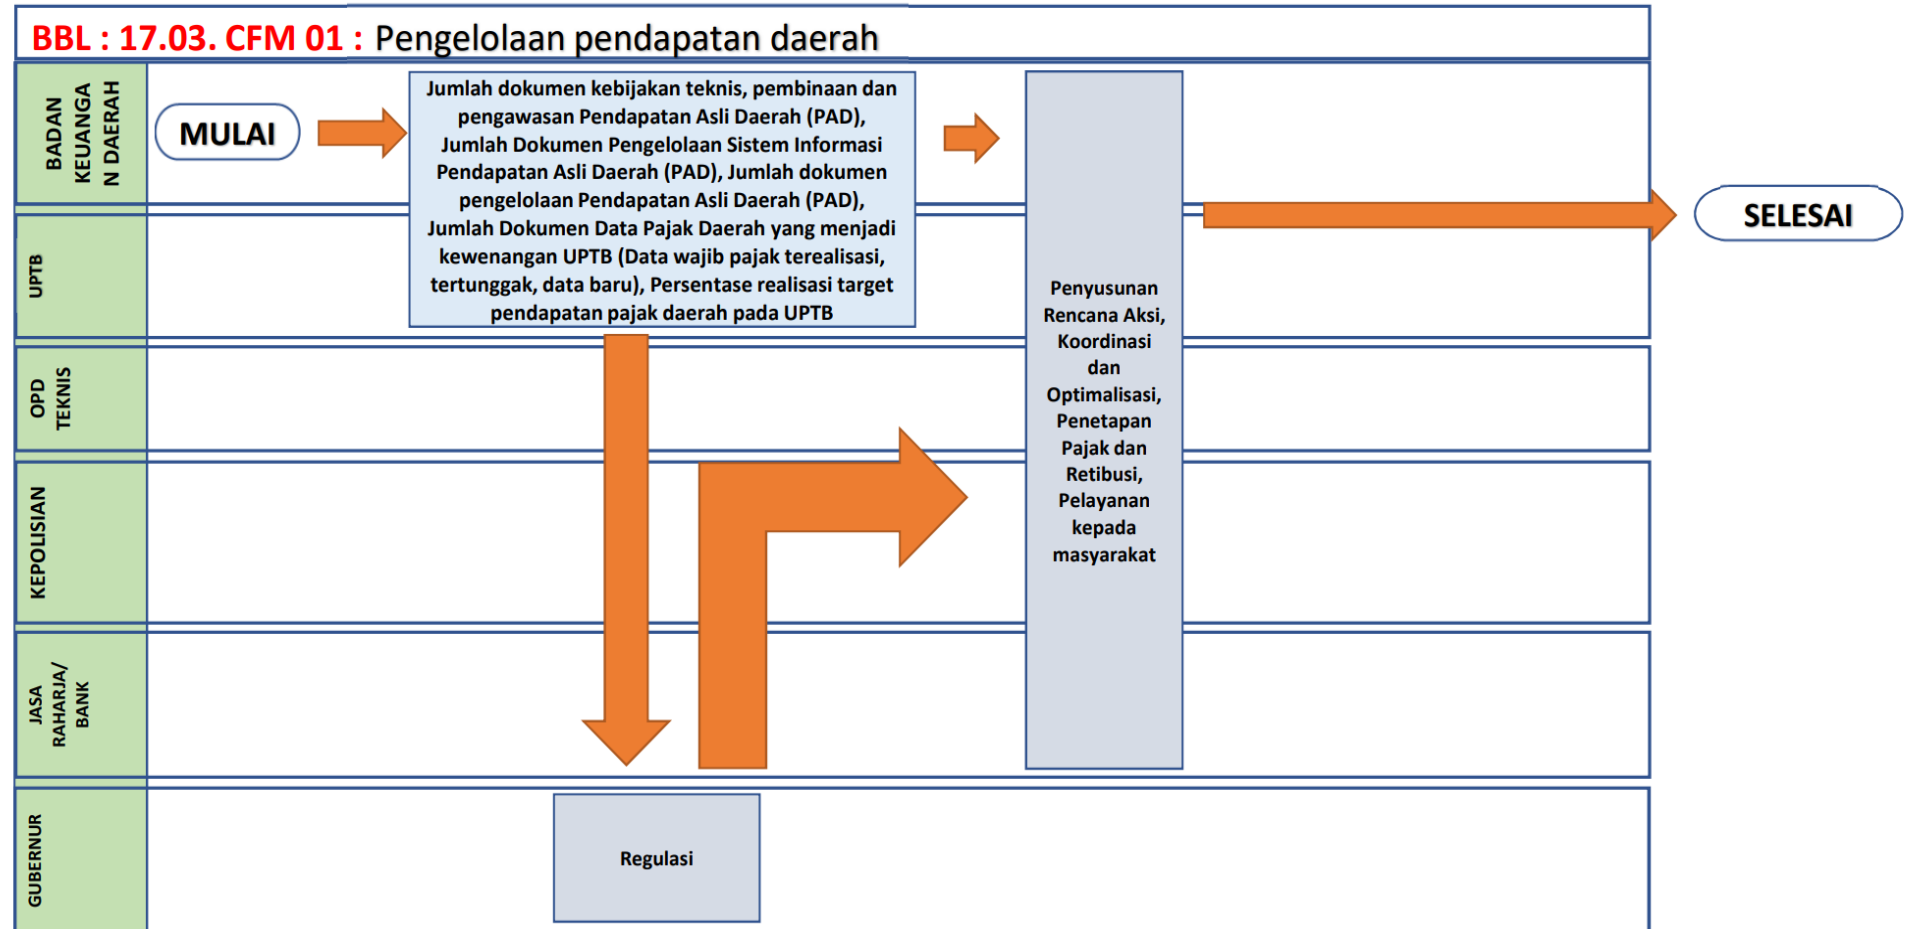 BBL : 17.03. CFM 01 : Pengelolaan pendapatan daerah
BADAN
KEUANGA
N DAERAH
MULAI
Jumlah dokumen kebijakan teknis, pembinaan dan
pengawasan Pendapatan Asli Daerah (PAD),
Jumlah Dokumen Pengelolaan Sistem Informasi
Pendapatan Asli Daerah (PAD), Jumlah dokumen
pengelolaan Pendapatan Asli Daerah (PAD),
Jumlah Dokumen Data Pajak Daerah yang menjadi
kewenangan UPTB (Data wajib pajak terealisasi,
tertunggak, data baru), Persentase realisasi target
pendapatan pajak daerah pada UPTB
Penyusunan
Rencana Aksi,
Koordinasi
dan
Optimalisasi,
Penetapan
Pajak dan
Retibusi,
Pelayanan
kepada
masyarakat
SELESAI
UPTB
OPD
TEKNIS
KEPOLISIAN
JASA
RAHARJA/
BANK
GUBERNUR
Regulasi